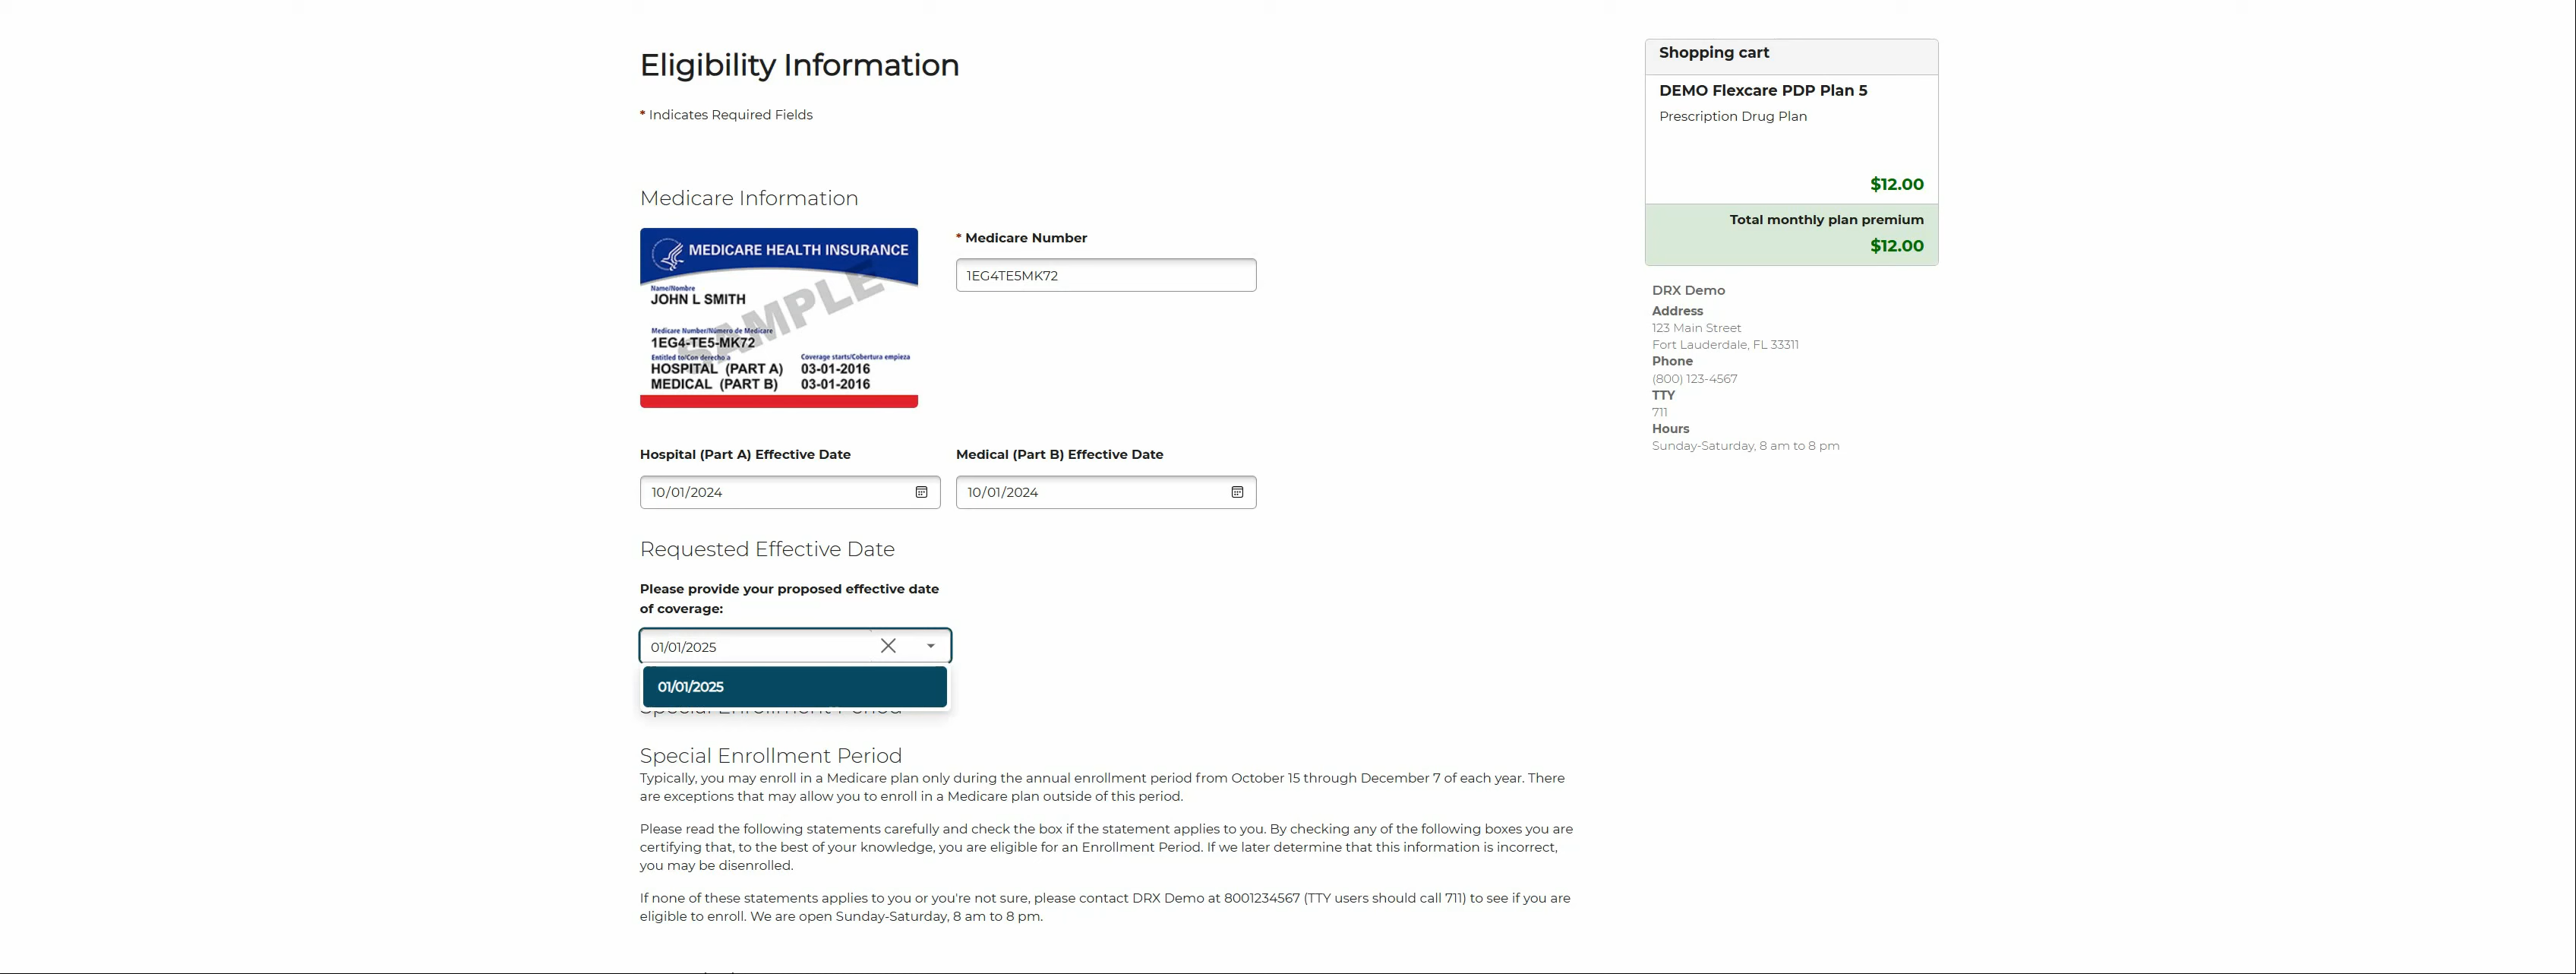 Eligibility Information
* Indicates Required Fields
Medicare Information
MEDICARE HEALTH INSURANCE
Name/Nombre
JOHN L SMITH
SAMPLE
Medicare Number/Número de Medicare
1EG4-TE5-MK72
Entitled to/Con derecho a
Coverage starts/Cobertura empieza
HOSPITAL (PART A) 03-01-2016
MEDICAL (PART B) 03-01-2016
* Medicare Number
1EG4TE5MK72
Hospital (Part A) Effective Date
10/01/2024
Medical (Part B) Effective Date
10/01/2024
Requested Effective Date
Please provide your proposed effective date
of coverage:
01/01/2025
01/01/2025
Special Enrollment Period
Special Enrollment Period
Typically, you may enroll in a Medicare plan only during the annual enrollment period from October 15 through December 7 of each year. There
are exceptions that may allow you to enroll in a Medicare plan outside of this period.
Please read the following statements carefully and check the box if the statement applies to you. By checking any of the following boxes you are
certifying that, to the best of your knowledge, you are eligible for an Enrollment Period. If we later determine that this information is incorrect,
you may be disenrolled.
If none of these statements applies to you or you're not sure, please contact DRX Demo at 8001234567 (TTY users should call 711) to see if you are
eligible to enroll. We are open Sunday-Saturday, 8 am to 8 pm.
Shopping cart
DEMO Flexcare PDP Plan 5
Prescription Drug Plan
$12.00
Total monthly plan premium
$12.00
DRX Demo
Address
123 Main Street
Fort Lauderdale, FL 33311
Phone
(800) 123-4567
TTY
711
Hours
Sunday-Saturday, 8 am to 8 pm